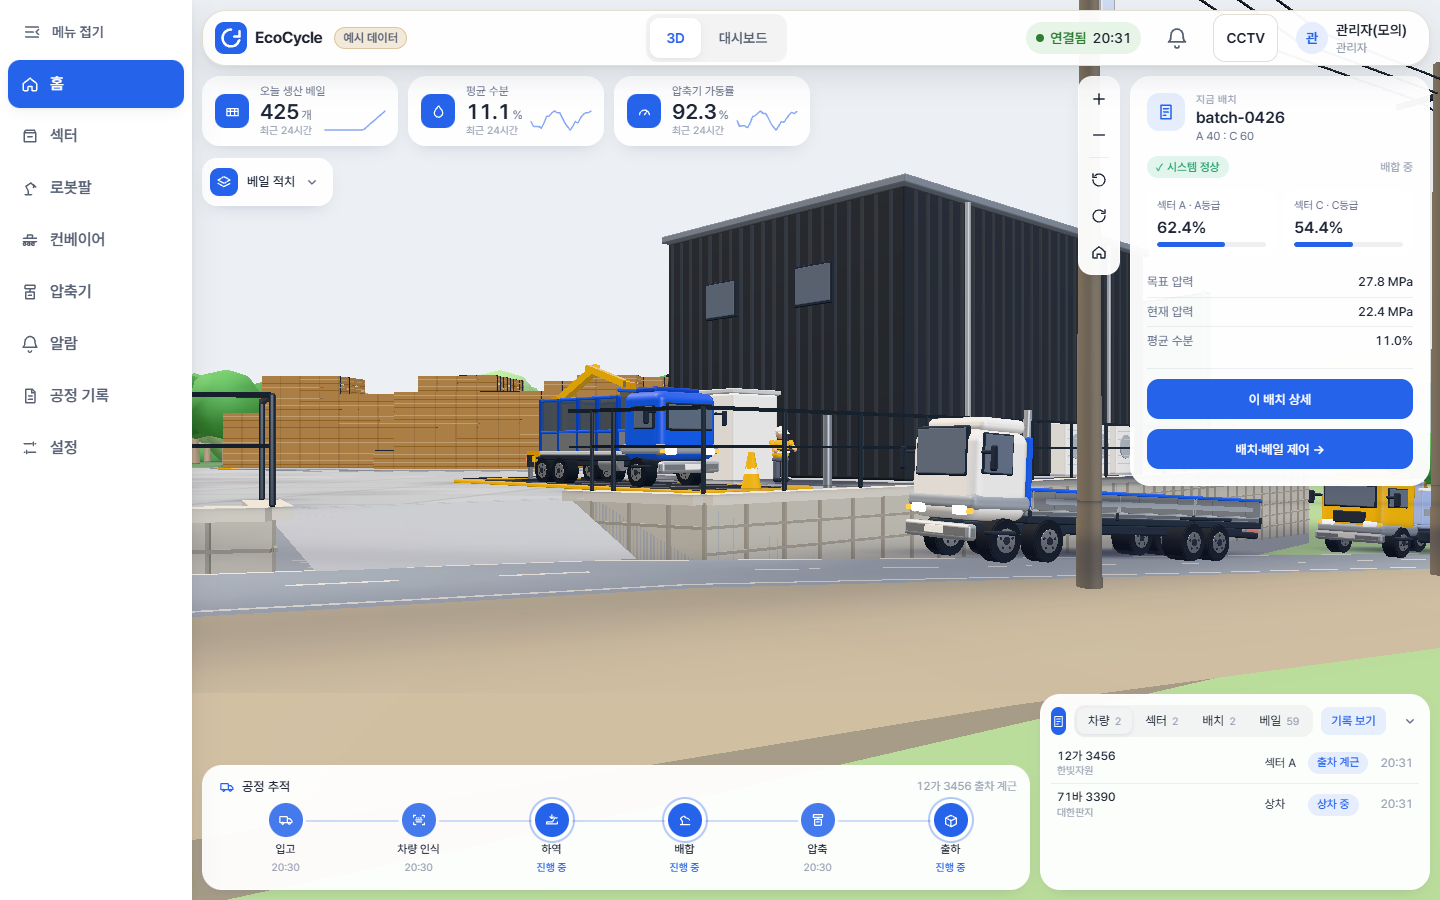 메뉴 접기
홈
섹터
로봇팔
컨베이어
압축기
알람
공정 기록
설정
EcoCycle
예시 데이터
3D
대시보드
연결됨 20:31
CCTV
관
관리자(모의)
관리자
오늘 생산 베일
425개
최근 24시간
평균 수분
11.1%
최근 24시간
압축기 가동률
92.3%
최근 24시간
베일 적치
지금 배치
batch-0426
A 40 : C 60
✓ 시스템 정상
배합 중
섹터 A · A등급
62.4%
섹터 C · C등급
54.4%
목표 압력 27.8 MPa
현재 압력 22.4 MPa
평균 수분 11.0%
이 배치 상세
배치·베일 제어 →
공정 추적
12가 3456 출차 계근
입고
20:30
차량 인식
20:30
하역
진행 중
배합
진행 중
압축
20:30
출하
진행 중
차량 2
섹터 2
배치 2
베일 59
기록 보기
12가 3456
한빛자원
섹터 A
출차 계근
20:31
71바 3390
대한판지
상차
상차 중
20:31